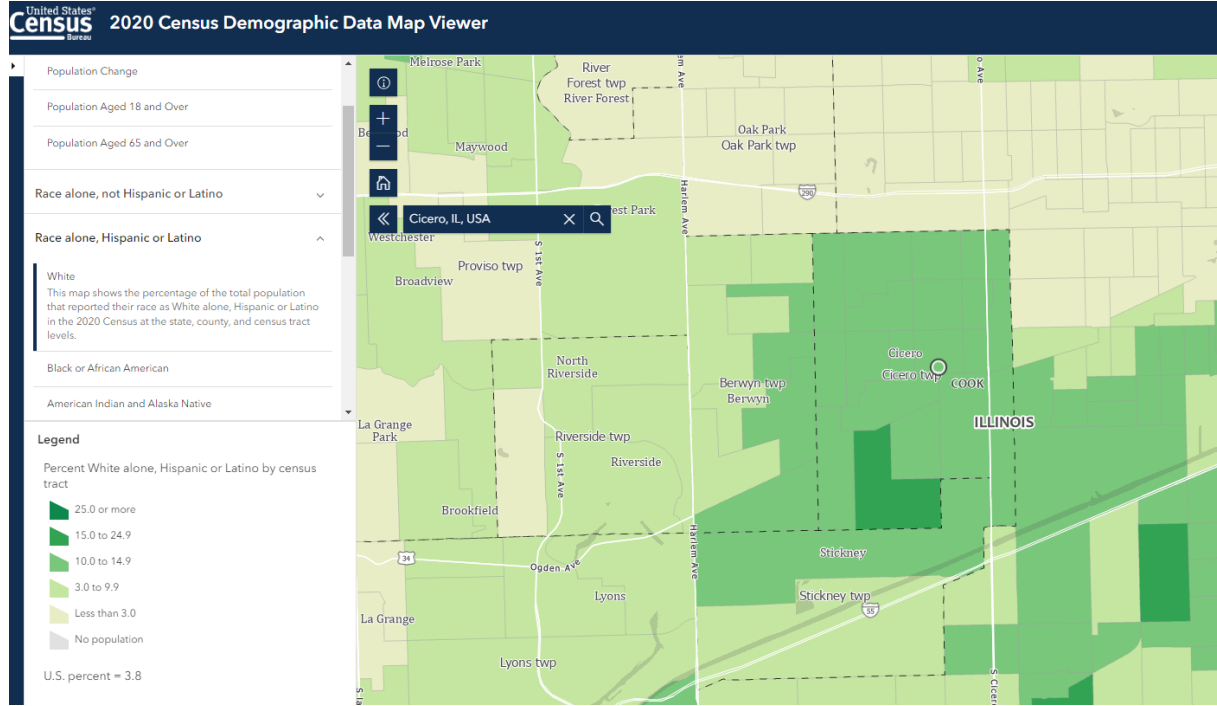 United States®
Census
Bureau
2020 Census Demographic Data Map Viewer
Population Change
Population Aged 18 and Over
Population Aged 65 and Over
Race alone, not Hispanic or Latino
Race alone, Hispanic or Latino
White
This map shows the percentage of the total population
that reported their race as White alone, Hispanic or Latino
in the 2020 Census at the state, county, and census tract
levels.
Black or African American
American Indian and Alaska Native
Legend
Percent White alone, Hispanic or Latino by census
tract
25.0 or more
15.0 to 24.9
10.0 to 14.9
3.0 to 9.9
Less than 3.0
No population
U.S. percent = 3.8
Cicero, IL, USA
Melrose Park
River
Forest twp
River Forest
Maywood
Oak Park
Oak Park twp
290
Harlem Ave
Westchester
Proviso twp
Broadview
S 1st Ave
North
Riverside
Berwyn twp
Berwyn
Cicero
Cicero twp
COOK
ILLINOIS
La Grange
Park
Riverside twp
Riverside
S 1st Ave
Brookfield
Harlem Ave
34
Ogden Ave
Stickney
Lyons
Stickney twp
55
La Grange
Lyons twp